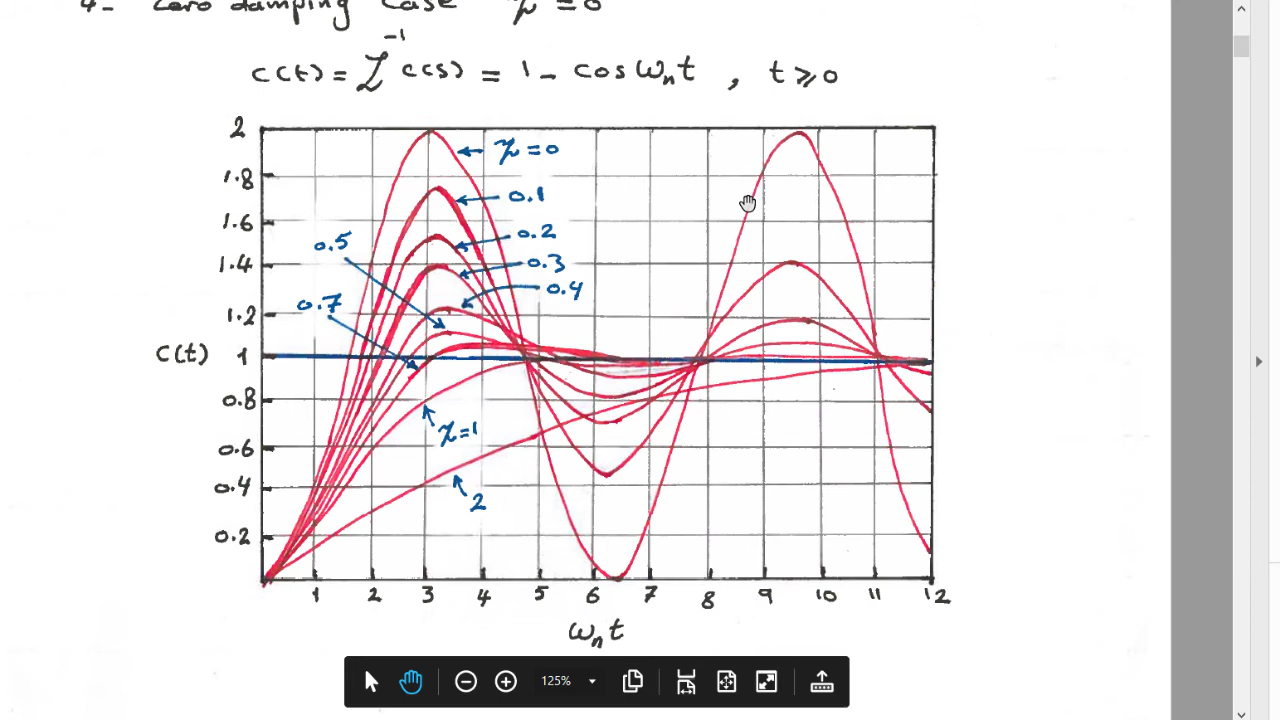 4- Zero damping Case ζ = 0
c(t) = ℒ⁻¹ c(s) = 1 - cos ωₙt , t ≥ 0
2
ζ = 0
1.8
0.1
1.6
0.2
0.5
1.4
0.3
0.4
0.7
1.2
C(t)
1
0.8
ζ=1
0.6
0.4
2
0.2
1 2 3 4 5 6 7 8 9 10 11 12
ωₙt
125%